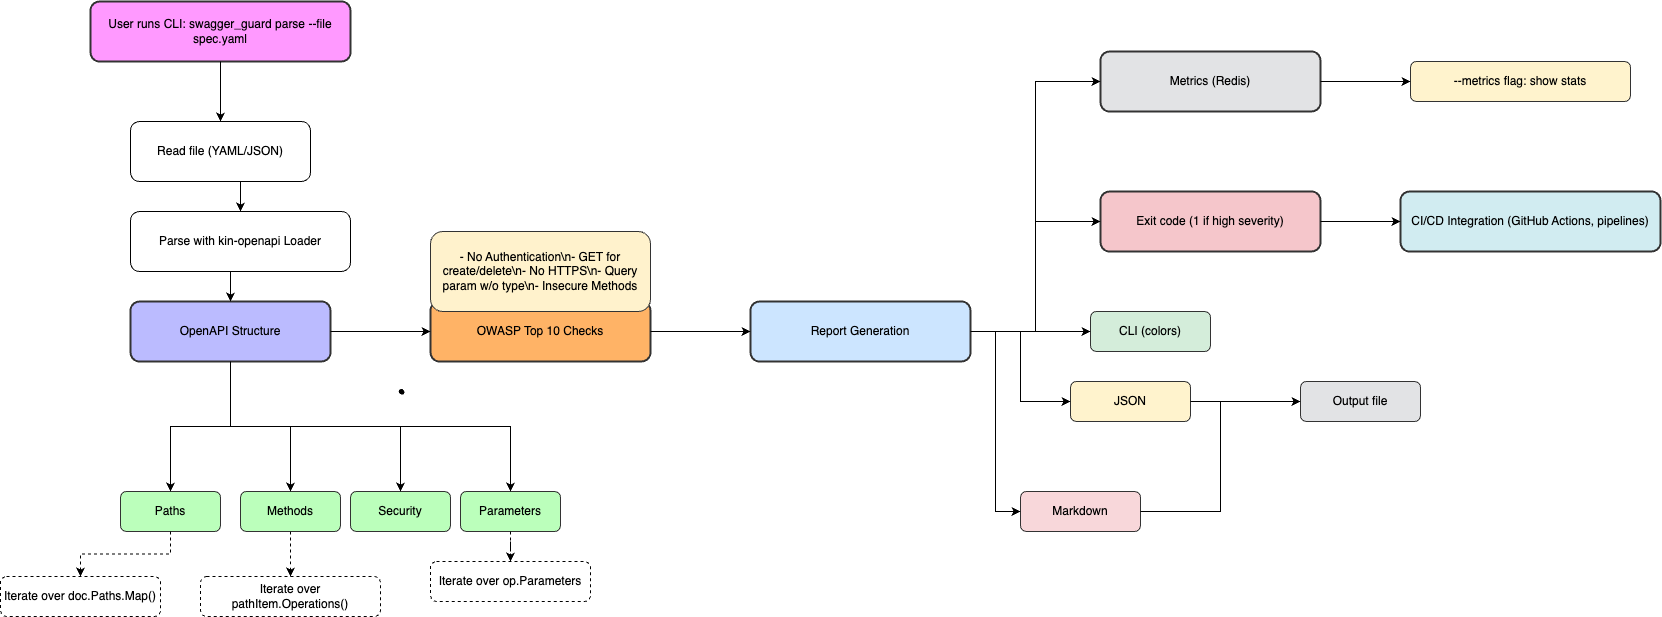 User runs CLI: swagger_guard parse --file
spec.yaml
Read file (YAML/JSON)
Parse with kin-openapi Loader
OpenAPI Structure
- No Authentication\n- GET for
create/delete\n- No HTTPS\n- Query
param w/o type\n- Insecure Methods
OWASP Top 10 Checks
Report Generation
Metrics (Redis)
--metrics flag: show stats
Exit code (1 if high severity)
CI/CD Integration (GitHub Actions, pipelines)
CLI (colors)
JSON
Output file
Markdown
Paths
Methods
Security
Parameters
Iterate over doc.Paths.Map()
Iterate over
pathItem.Operations()
Iterate over op.Parameters